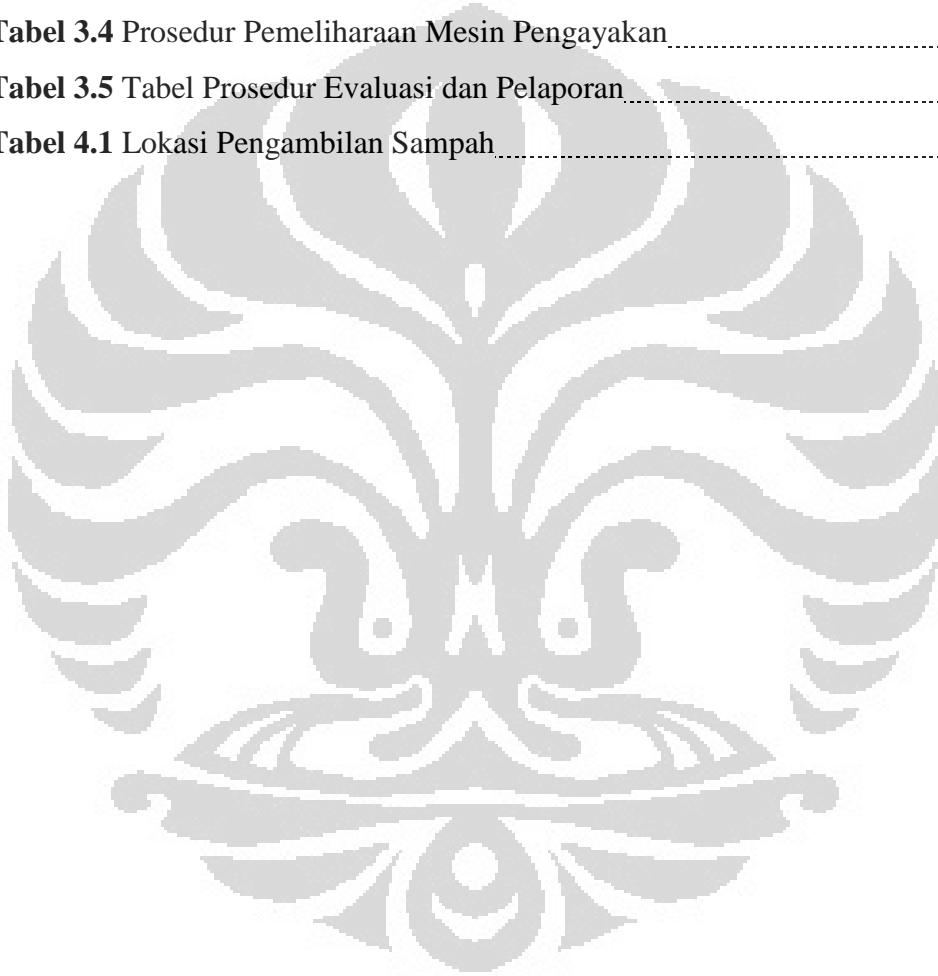 Tabel 3.4 Prosedur Pemeliharaan Mesin Pengayakan
Tabel 3.5 Tabel Prosedur Evaluasi dan Pelaporan
Tabel 4.1 Lokasi Pengambilan Sampah